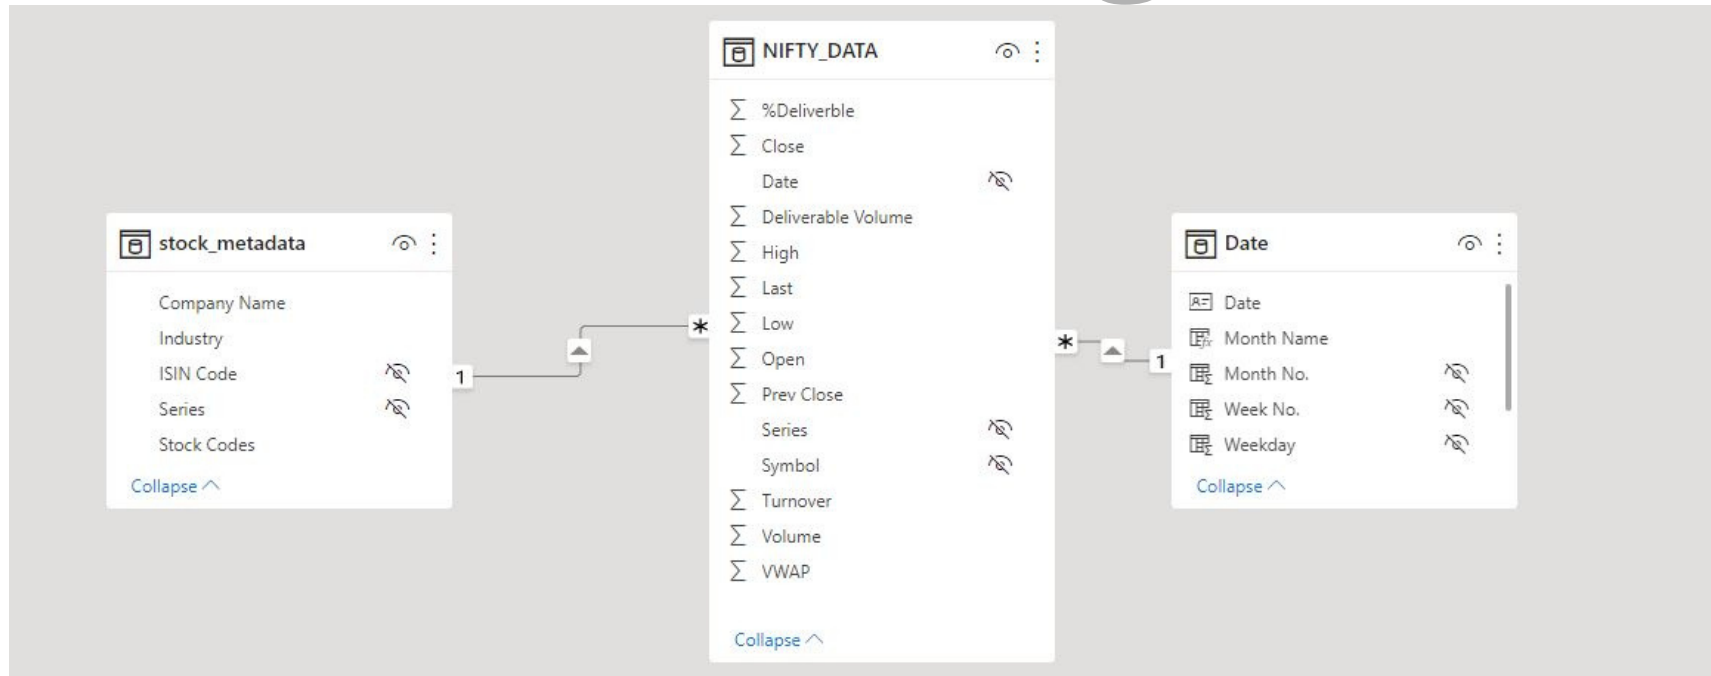 NIFTY_DATA
%Deliverble
Close
Date
Deliverable Volume
High
Last
Low
Open
Prev Close
Series
Symbol
Turnover
Volume
VWAP
Collapse
stock_metadata
Company Name
Industry
ISIN Code
Series
Stock Codes
Collapse
1
*
*
1
Date
Date
Month Name
Month No.
Week No.
Weekday
Collapse